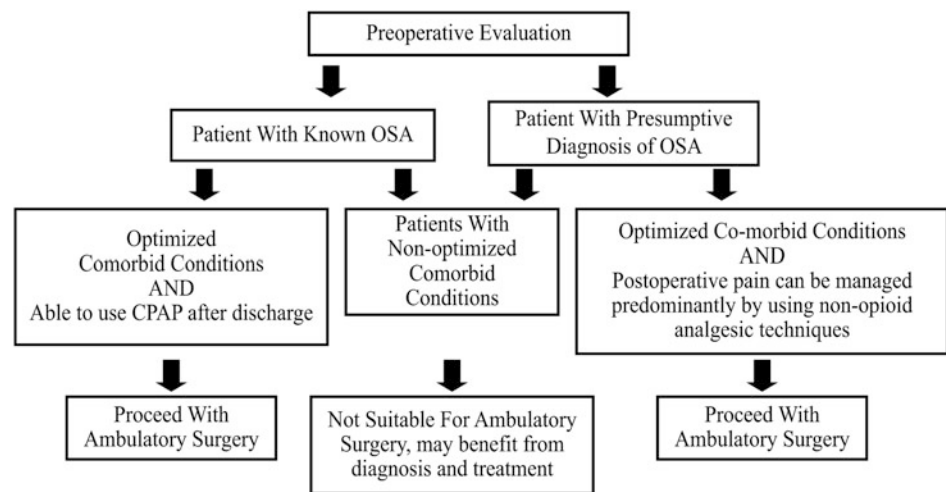 Preoperative Evaluation
Patient With Known OSA
Patient With Presumptive
Diagnosis of OSA
Optimized
Comorbid Conditions
AND
Able to use CPAP after discharge
Patients With
Non-optimized
Comorbid
Conditions
Optimized Co-morbid Conditions
AND
Postoperative pain can be managed
predominantly by using non-opioid
analgesic techniques
Proceed With
Ambulatory Surgery
Not Suitable For Ambulatory
Surgery, may benefit from
diagnosis and treatment
Proceed With
Ambulatory Surgery